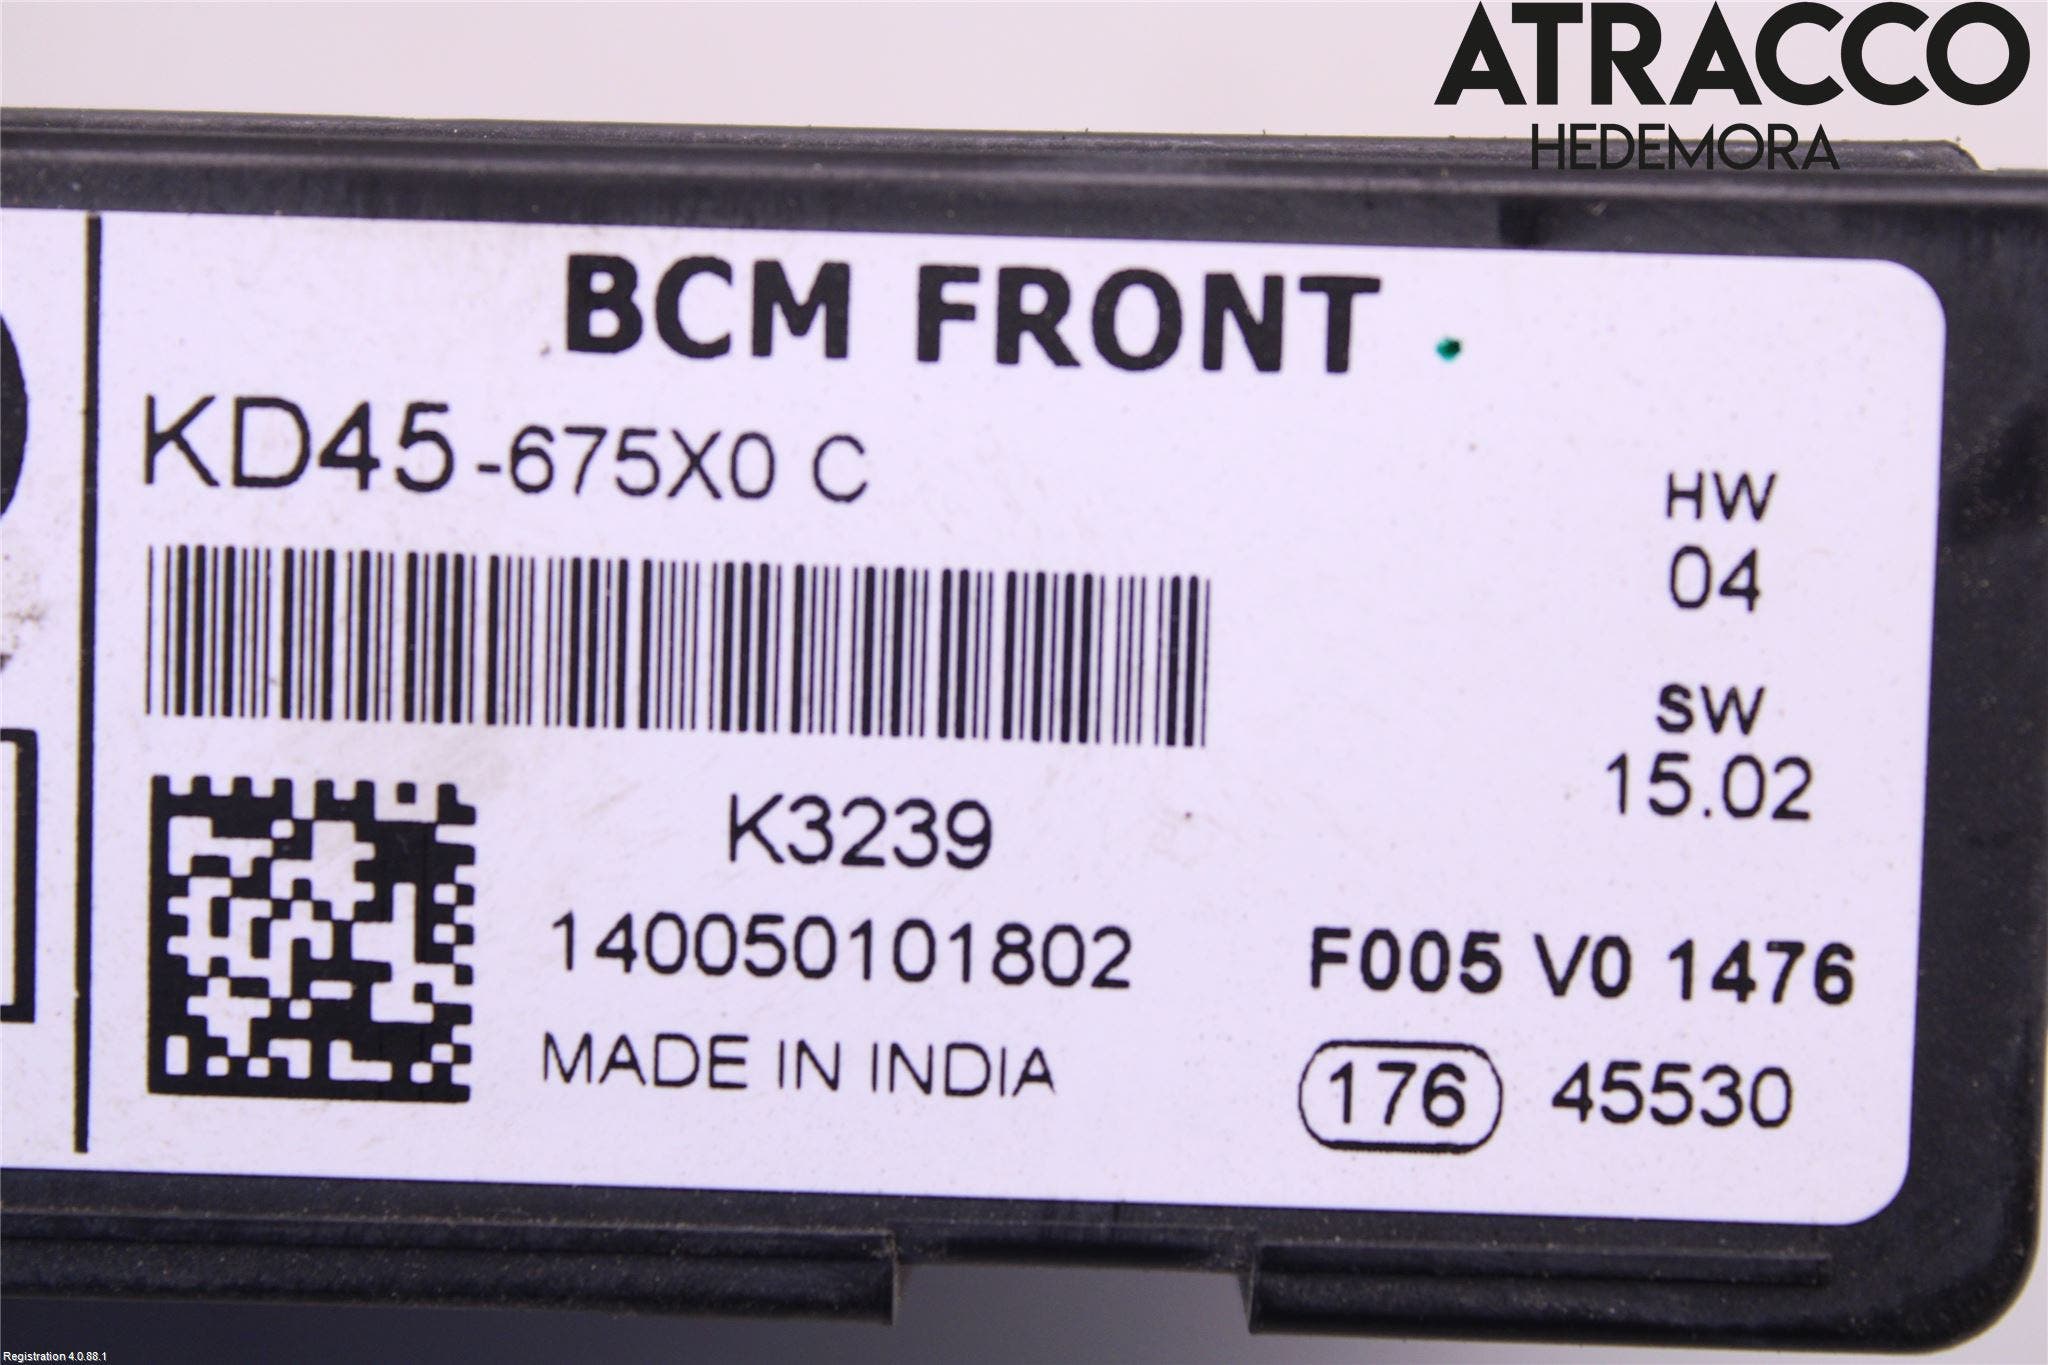 ATRACCO
HEDEMORA
BCM FRONT
KD45-675X0 C
HW
04
SW
15.02
K3239
140050101802
MADE IN INDIA
F005 V0 1476
176 45530
Registration 4.0.88.1